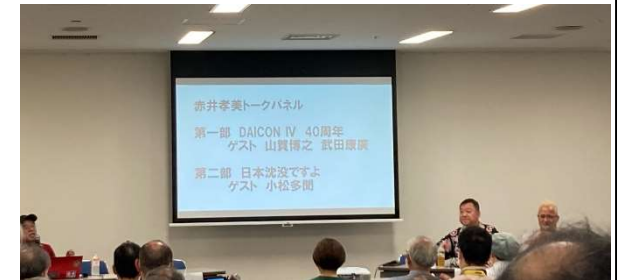 赤井孝美トークパネル
第一部 DAICON Ⅳ 40周年
ゲスト 山賀博之 武田康廣
第二部 日本沈没ですよ
ゲスト 小松多聞